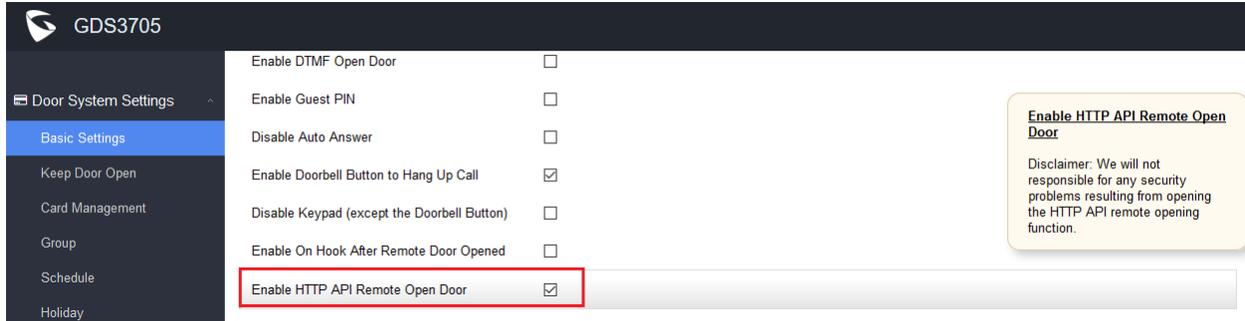 GDS3705
Door System Settings
Basic Settings
Keep Door Open
Card Management
Group
Schedule
Holiday
Enable DTMF Open Door
Enable Guest PIN
Disable Auto Answer
Enable Doorbell Button to Hang Up Call
Disable Keypad (except the Doorbell Button)
Enable On Hook After Remote Door Opened
Enable HTTP API Remote Open Door
Enable HTTP API Remote Open
Door
Disclaimer: We will not
responsible for any security
problems resulting from opening
the HTTP API remote opening
function.